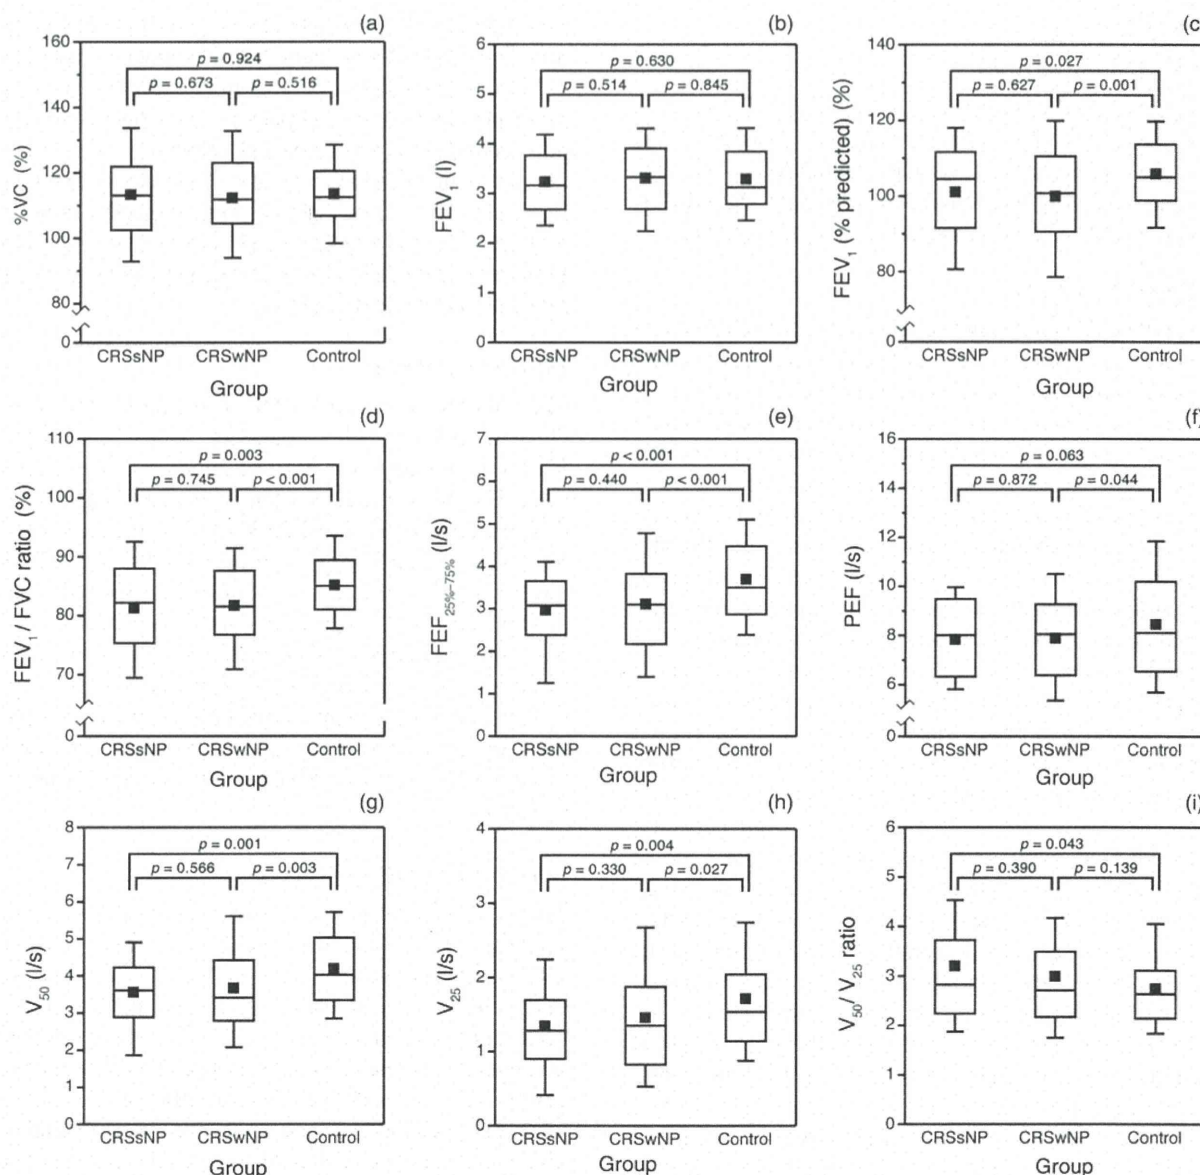 (a)
%VC (%)
160
140
120
100
80
0
p = 0.924
p = 0.673
p = 0.516
CRSsNP
CRSwNP
Control
Group
(b)
FEV1 (l)
6
5
4
3
2
1
0
p = 0.630
p = 0.514
p = 0.845
CRSsNP
CRSwNP
Control
Group
(c
FEV1 (% predicted) (%)
140
120
100
80
0
p = 0.027
p = 0.627
p = 0.001
CRSsNP
CRSwNP
Control
Group
(d)
FEV1 / FVC ratio (%)
110
100
90
80
70
0
p = 0.003
p = 0.745
p < 0.001
CRSsNP
CRSwNP
Control
Group
(e)
FEF25%–75% (l/s)
7
6
5
4
3
2
1
0
p < 0.001
p = 0.440
p < 0.001
CRSsNP
CRSwNP
Control
Group
(f)
PEF (l/s)
16
14
12
10
8
6
0
p = 0.063
p = 0.872
p = 0.044
CRSsNP
CRSwNP
Control
Group
(g)
V50 (l/s)
8
7
6
5
4
3
2
1
0
p = 0.001
p = 0.566
p = 0.003
CRSsNP
CRSwNP
Control
Group
(h)
V25 (l/s)
4
3
2
1
0
p = 0.004
p = 0.330
p = 0.027
CRSsNP
CRSwNP
Control
Group
(i)
V50/ V25 ratio
6
5
4
3
2
1
0
p = 0.043
p = 0.390
p = 0.139
CRSsNP
CRSwNP
Control
Group